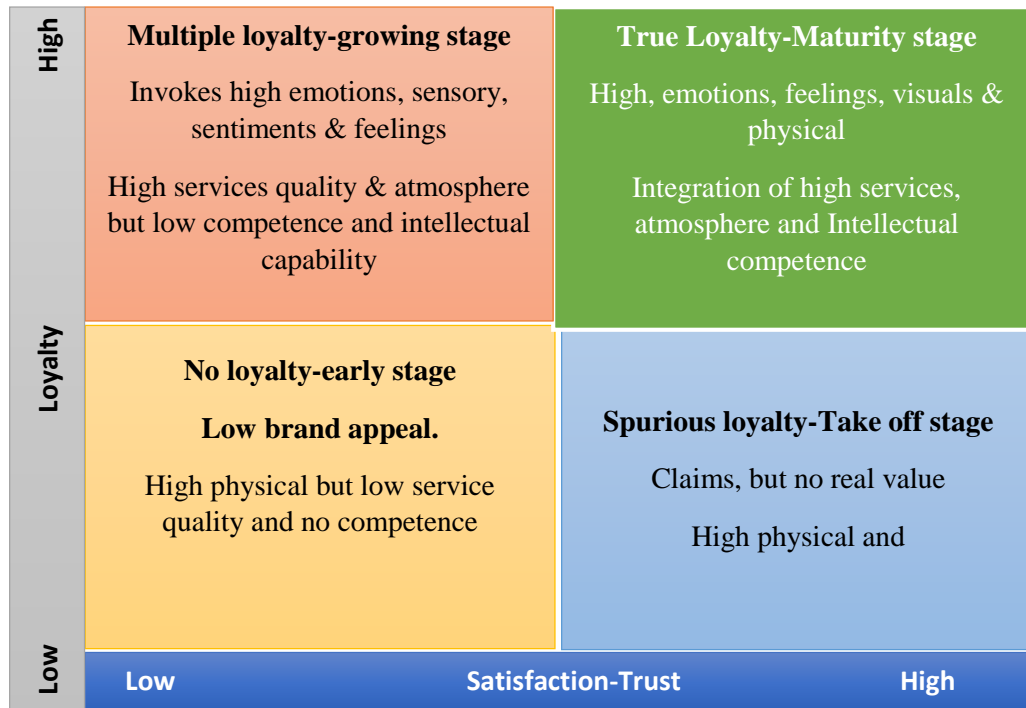 High
Multiple loyalty-growing stage
Invokes high emotions, sensory,
sentiments & feelings
High services quality & atmosphere
but low competence and intellectual
capability
True Loyalty-Maturity stage
High, emotions, feelings, visuals &
physical
Integration of high services,
atmosphere and Intellectual
competence
Loyalty
No loyalty-early stage
Low brand appeal.
High physical but low service
quality and no competence
Spurious loyalty-Take off stage
Claims, but no real value
High physical and
Low
Low
Satisfaction-Trust
High